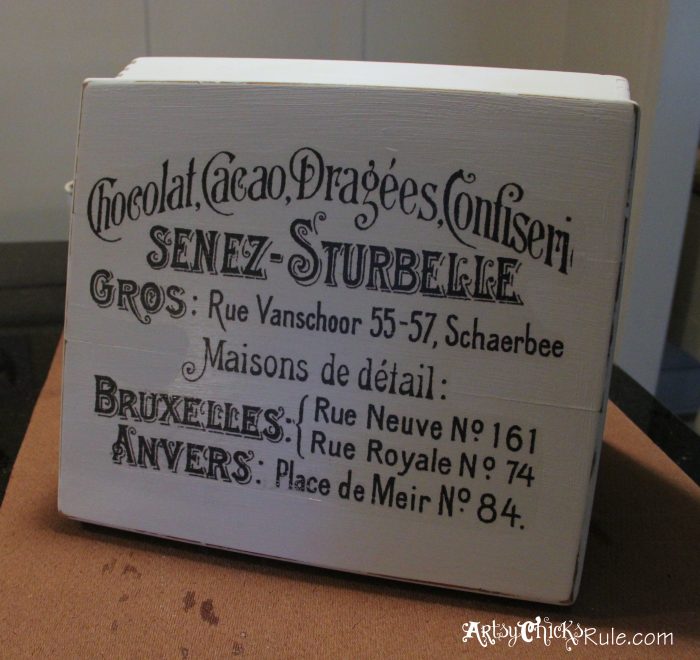 Chocolat, Cacao, Dragées, Confiseri
SENEZ-STURBELLE
GROS: Rue Vanschoor 55-57, Schaerbee
Maisons de détail:
BRUXELLES: { Rue Neuve Nº 161
Rue Royale Nº 74
ANVERS: Place de Meir Nº 84.
ArtsyChicksRule.com